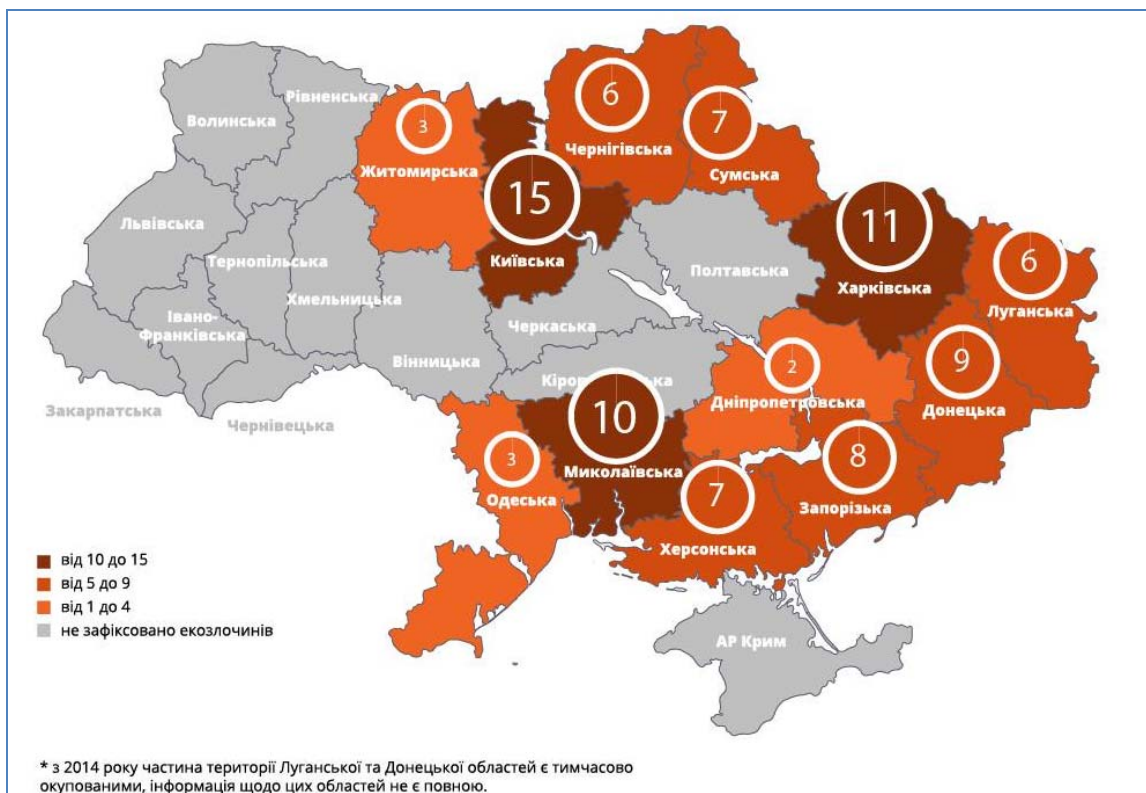 Волинська
Рівненська
3
Житомирська
6
Чернігівська
7
Сумська
15
Київська
Львівська
Тернопільська
Хмельницька
Івано-
Франківська
Закарпатська
Чернівецька
Вінницька
Черкаська
Полтавська
11
Харківська
6
Луганська
9
Донецька
2
Дніпропетровська
10
Миколаївська
3
Одеська
7
Херсонська
8
Запорізька
АР Крим
від 10 до 15
від 5 до 9
від 1 до 4
не зафіксовано екозлочинів
* з 2014 року частина території Луганської та Донецької областей є тимчасово
окупованими, інформація щодо цих областей не є повною.